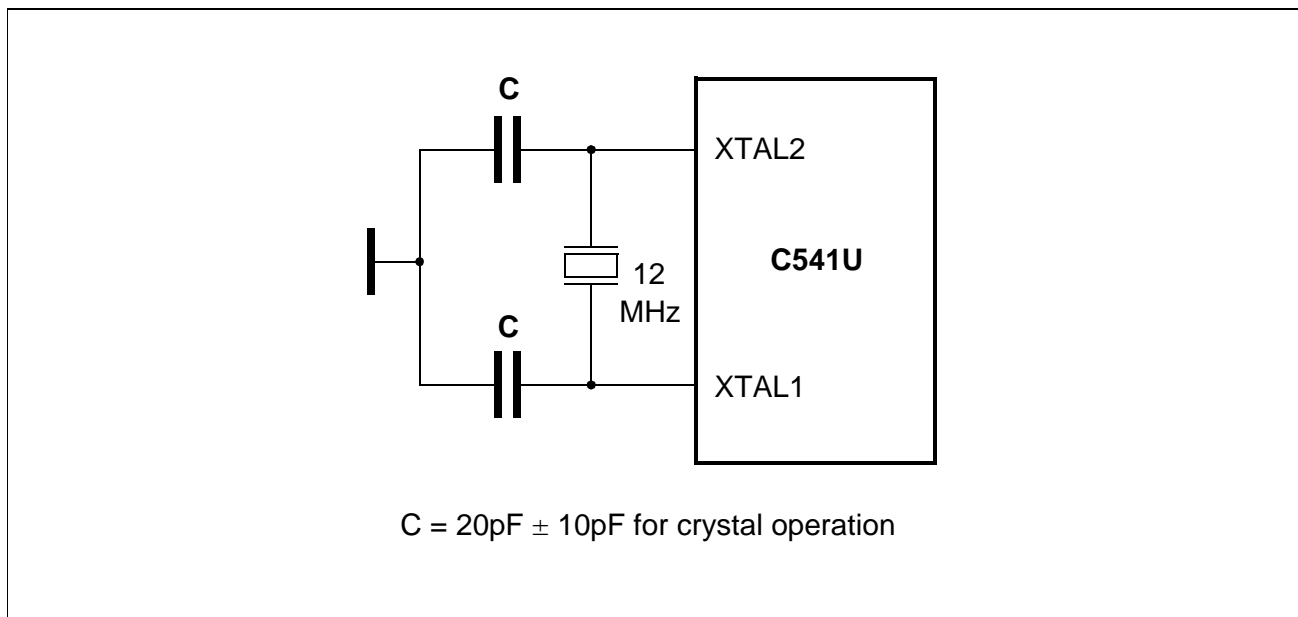 C
XTAL2
C541U
12
MHz
C
XTAL1
C = 20pF ± 10pF for crystal operation